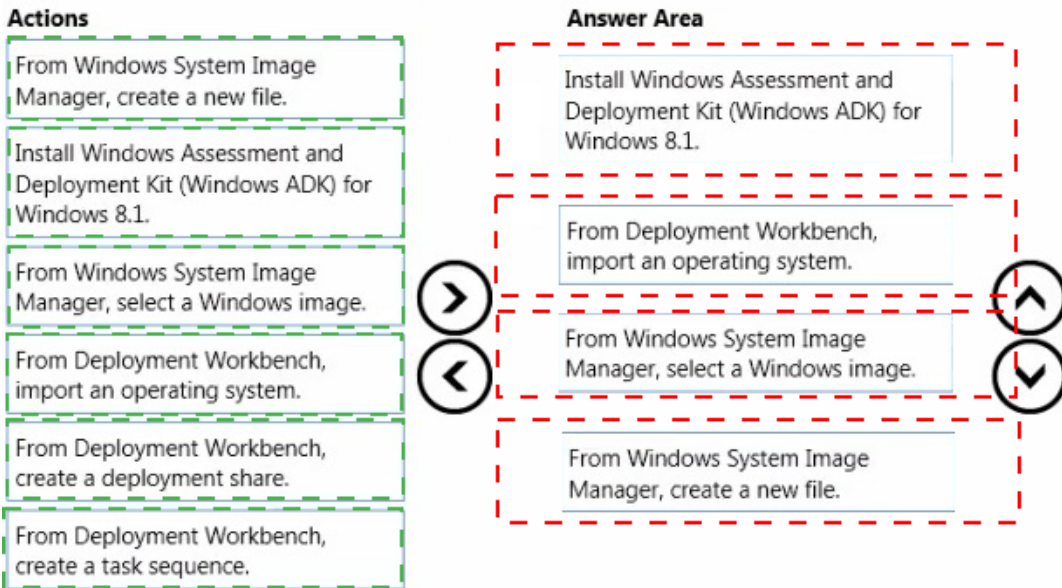 Actions
From Windows System Image
Manager, create a new file.
Install Windows Assessment and
Deployment Kit (Windows ADK) for
Windows 8.1.
From Windows System Image
Manager, select a Windows image.
From Deployment Workbench,
import an operating system.
From Deployment Workbench,
create a deployment share.
From Deployment Workbench,
create a task sequence.
Answer Area
Install Windows Assessment and
Deployment Kit (Windows ADK) for
Windows 8.1.
From Deployment Workbench,
import an operating system.
From Windows System Image
Manager, select a Windows image.
From Windows System Image
Manager, create a new file.